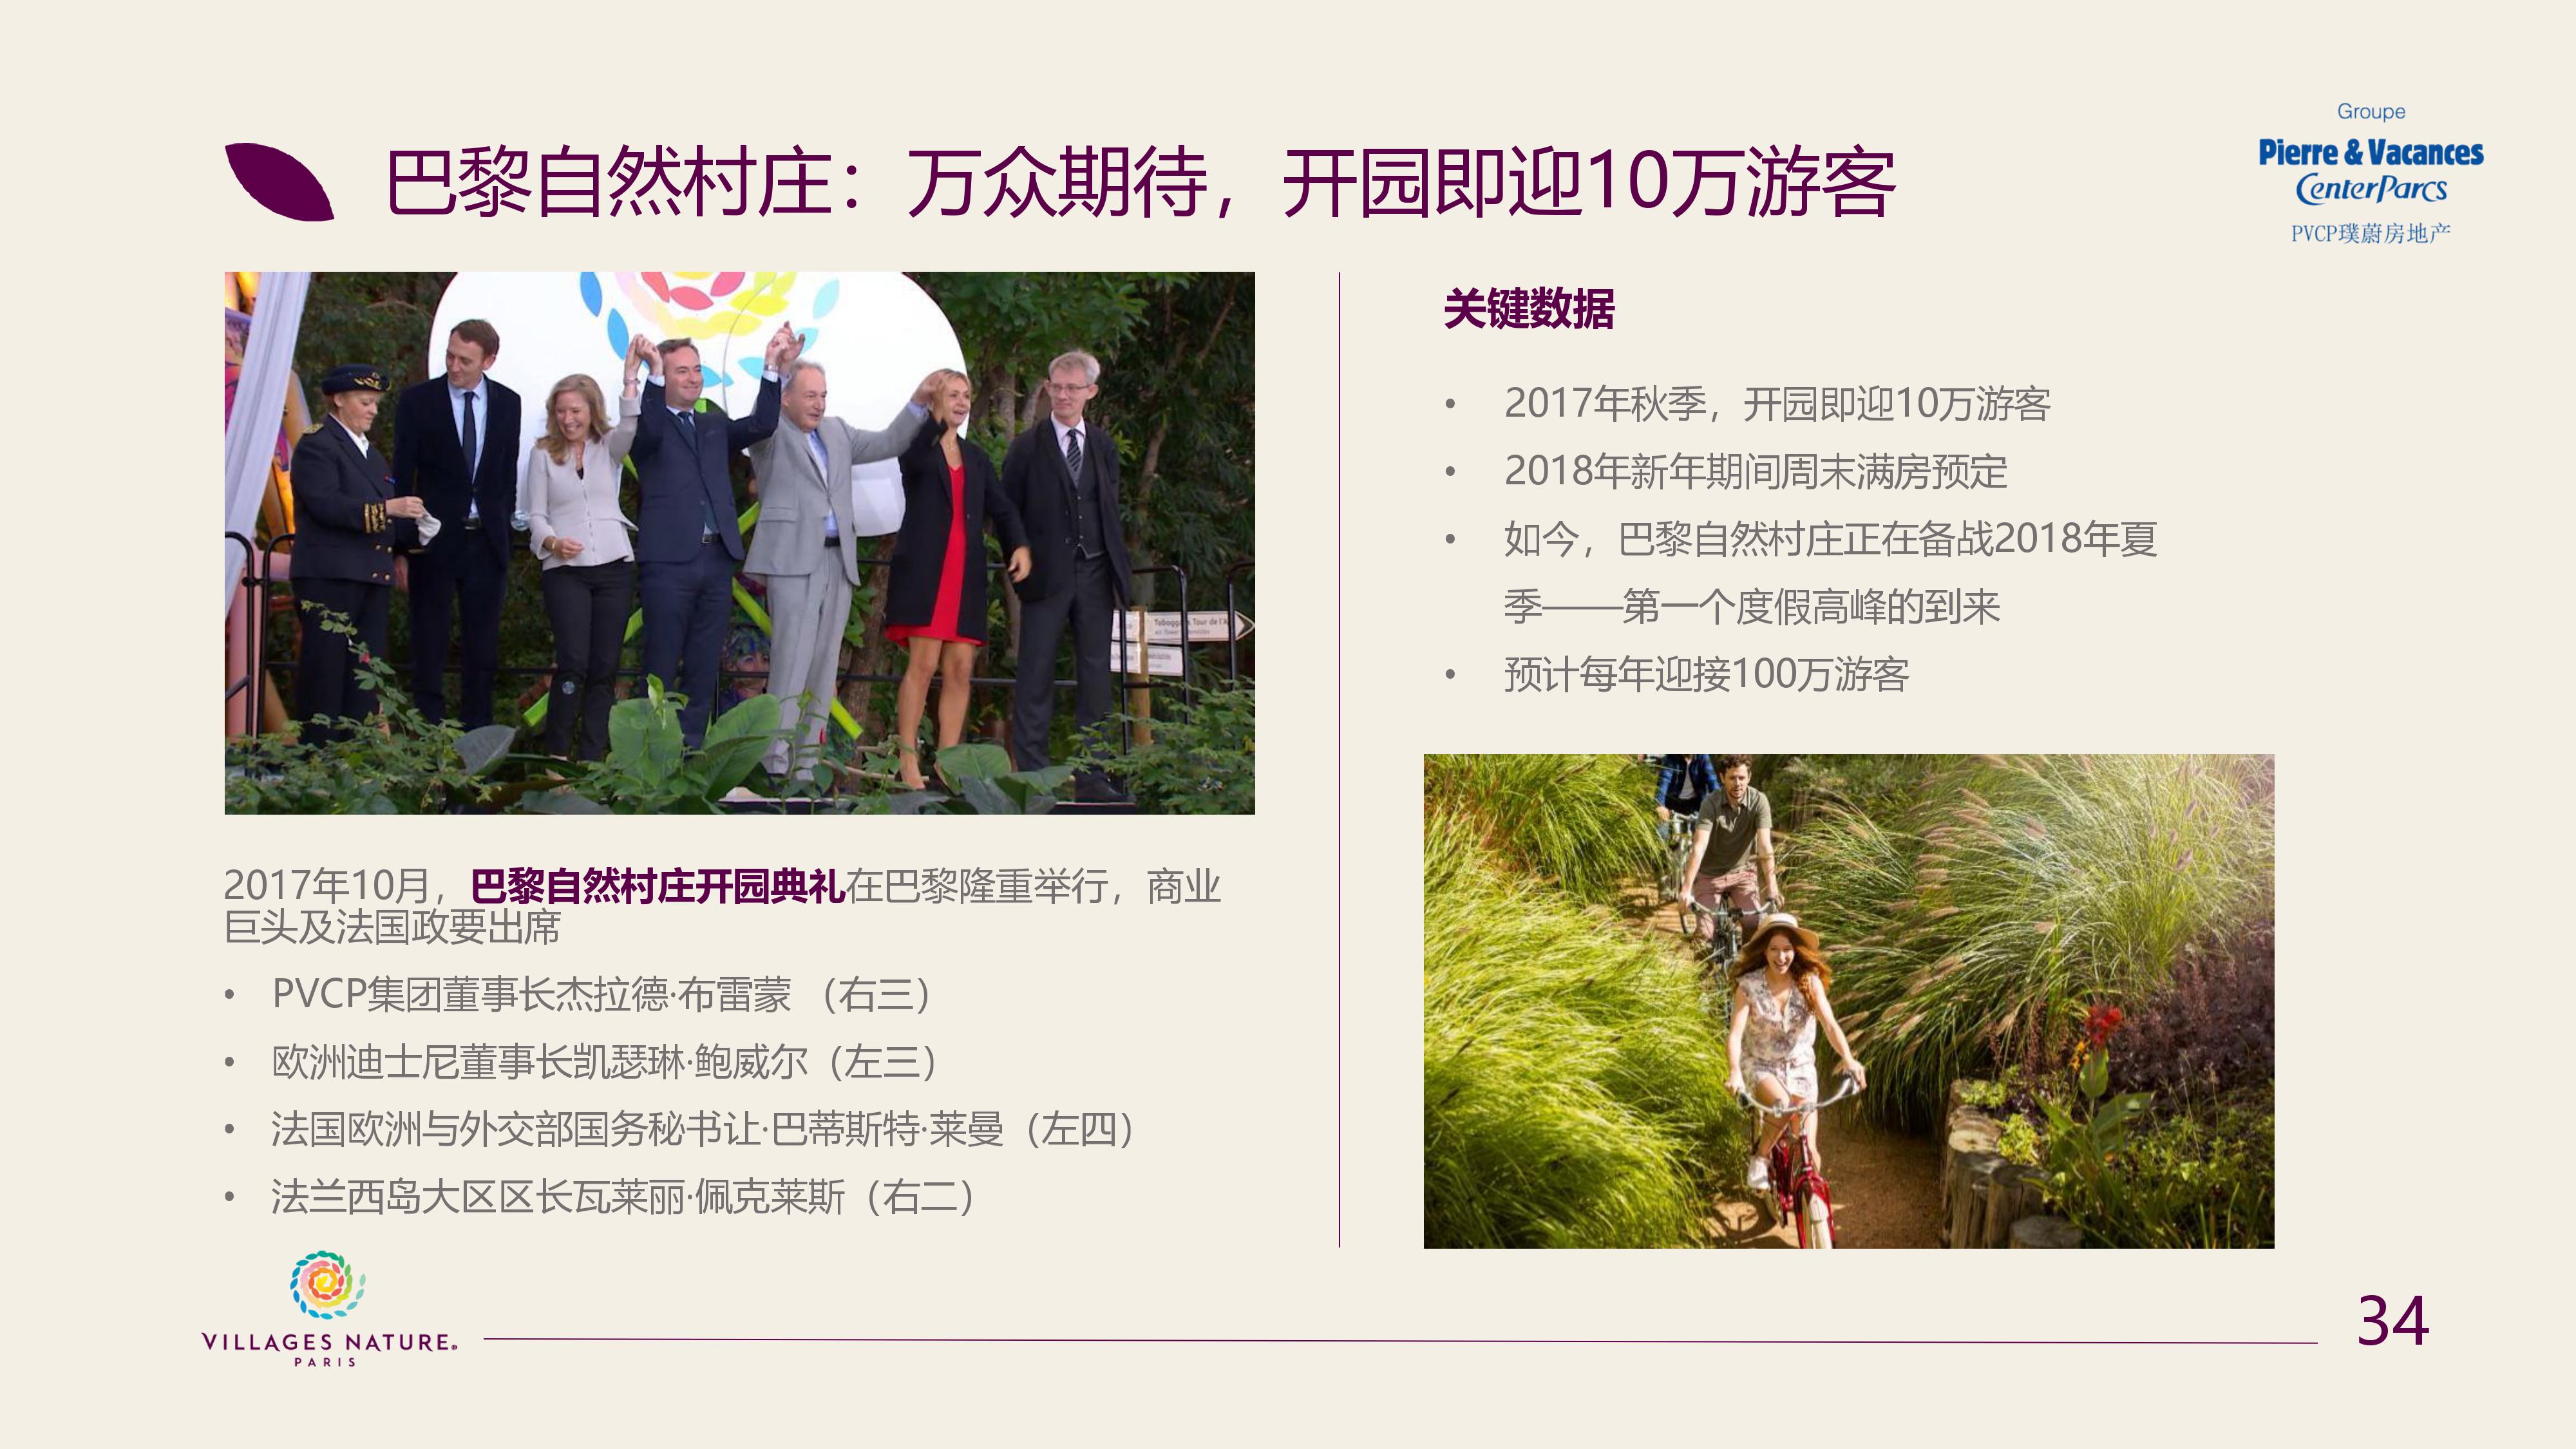 巴黎自然村庄：万众期待，开园即迎10万游客
Groupe
Pierre & Vacances
CenterParcs
PVCP璞蔚房地产
2017年10月，巴黎自然村庄开园典礼在巴黎隆重举行，商业
巨头及法国政要出席
• PVCP集团董事长杰拉德·布雷蒙 （右三）
• 欧洲迪士尼董事长凯瑟琳·鲍威尔（左三）
• 法国欧洲与外交部国务秘书让·巴蒂斯特·莱曼（左四）
• 法兰西岛大区区长瓦莱丽·佩克莱斯（右二）
关键数据
• 2017年秋季，开园即迎10万游客
• 2018年新年期间周末满房预定
• 如今，巴黎自然村庄正在备战2018年夏
季——第一个度假高峰的到来
• 预计每年迎接100万游客
VILLAGES NATURE®
PARIS
34